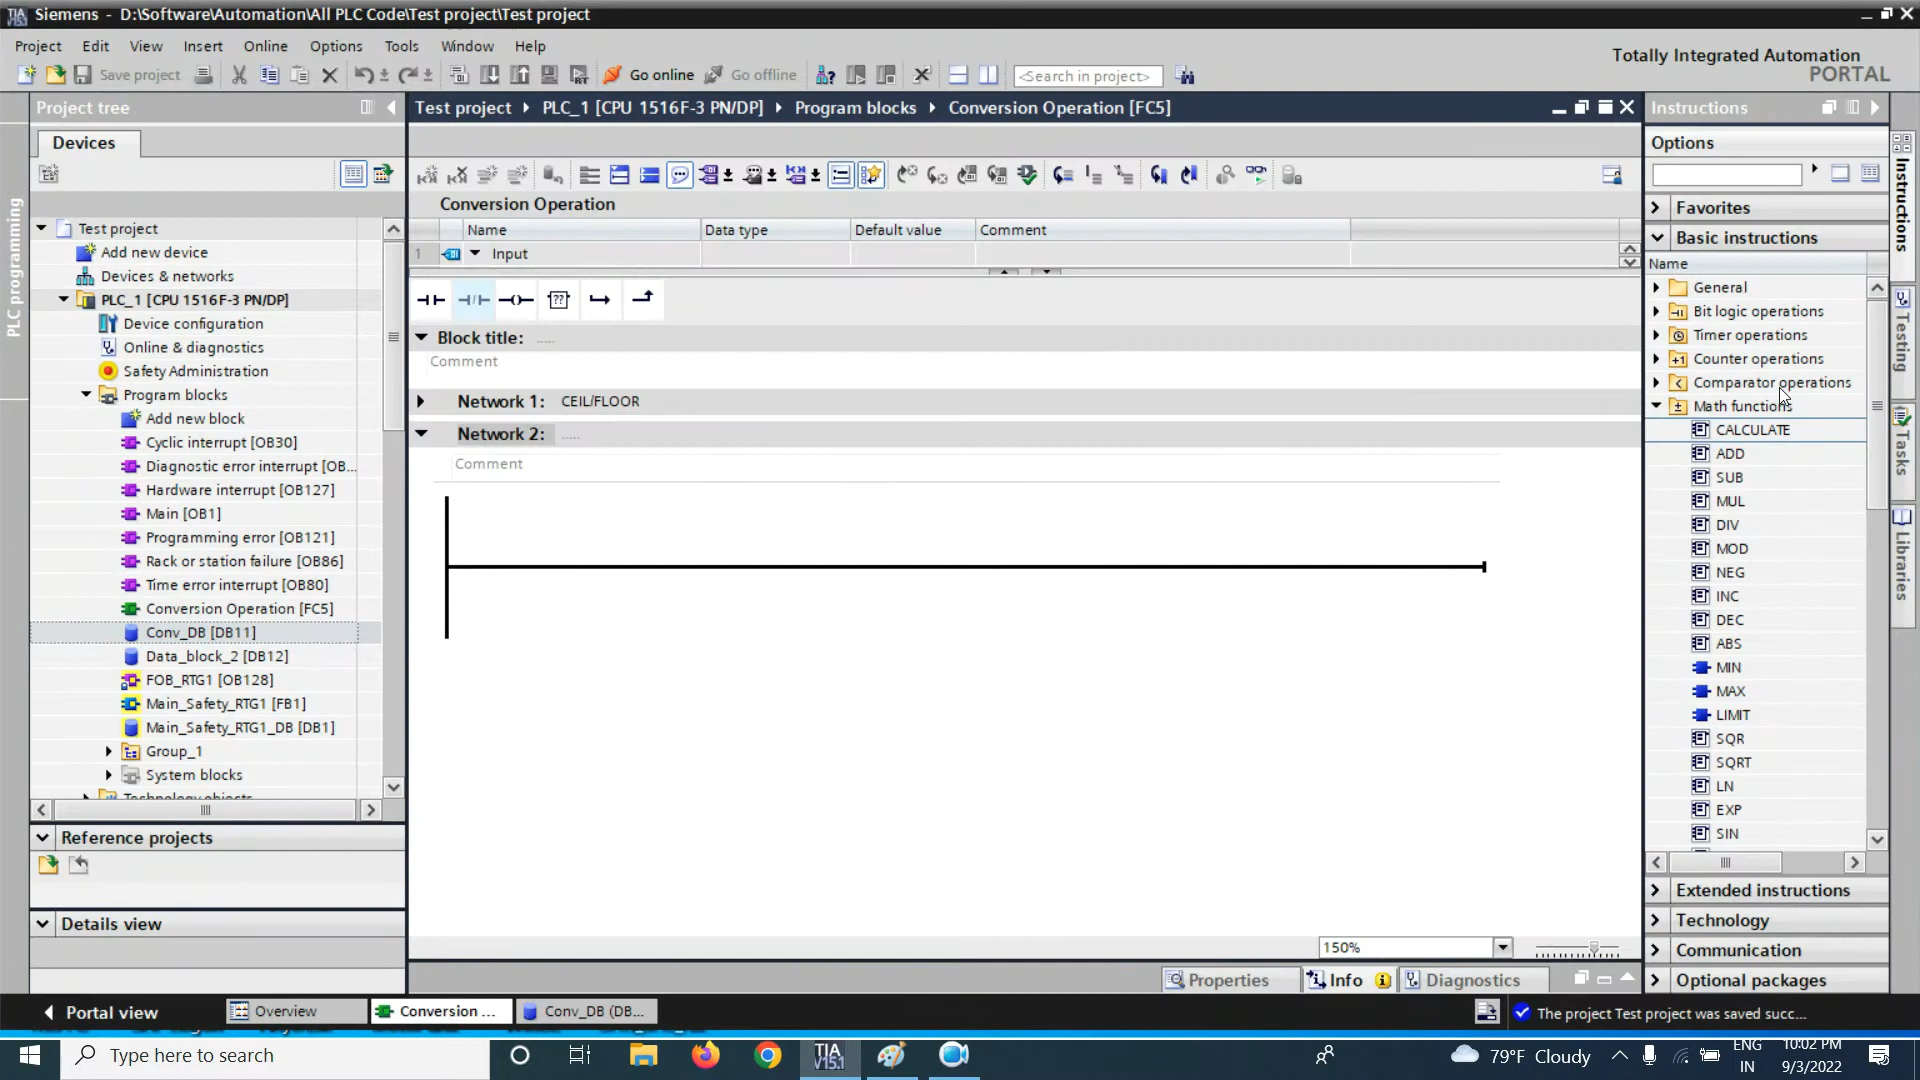 Siemens - D:\Software\Automation\All PLC Code\Test project\Test project
Project Edit View Insert Online Options Tools Window Help
Totally Integrated Automation
PORTAL
Save project
Go online
Go offline
<Search in project>
Project tree
Test project
PLC_1 [CPU 1516F-3 PN/DP]
Program blocks
Conversion Operation [FC5]
Instructions
Devices
Options
PLC programming
Conversion Operation
Name Data type Default value Comment
1 Input
Test project
Add new device
Devices & networks
PLC_1 [CPU 1516F-3 PN/DP]
Device configuration
Online & diagnostics
Safety Administration
Program blocks
Add new block
Cyclic interrupt [OB30]
Diagnostic error interrupt [OB...
Hardware interrupt [OB127]
Main [OB1]
Programming error [OB121]
Rack or station failure [OB86]
Time error interrupt [OB80]
Conversion Operation [FC5]
Conv_DB [DB11]
Data_block_2 [DB12]
FOB_RTG1 [OB128]
Main_Safety_RTG1 [FB1]
Main_Safety_RTG1_DB [DB1]
Group_1
System blocks
Reference projects
Details view
??
Block title: .....
Comment
Network 1: CEIL/FLOOR
Network 2: .....
Comment
150%
Properties
Info
Diagnostics
Favorites
Basic instructions
Name
General
Bit logic operations
Timer operations
Counter operations
Comparator operations
Math functions
CALCULATE
ADD
SUB
MUL
DIV
MOD
NEG
INC
DEC
ABS
MIN
MAX
LIMIT
SQR
SQRT
LN
EXP
SIN
Extended instructions
Technology
Communication
Optional packages
Instructions
Testing
Tasks
Libraries
Portal view
Overview
Conversion ...
Conv_DB (DB...
The project Test project was saved succ...
Type here to search
TIA
V15.1
79°F Cloudy
ENG
IN
10:02 PM
9/3/2022